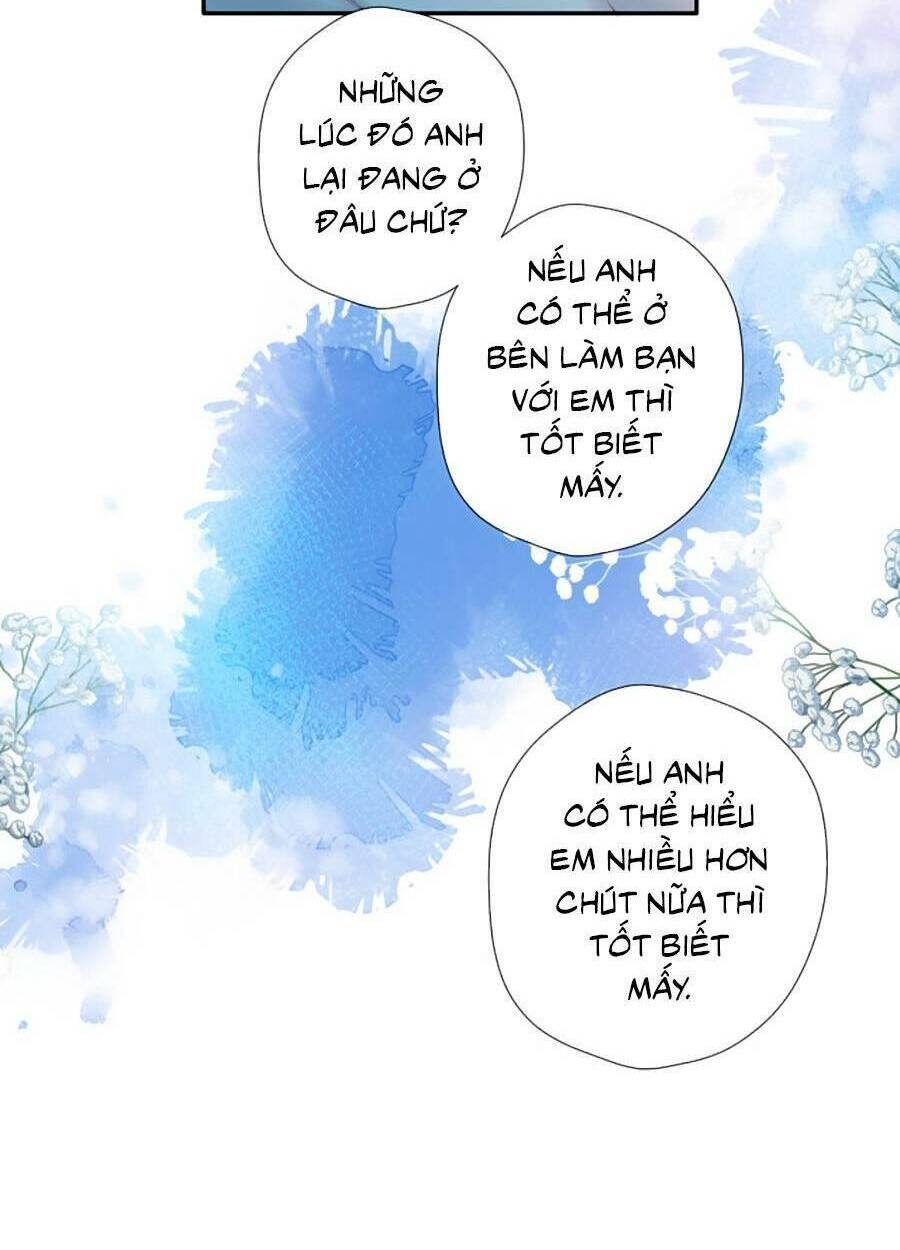 NHỮNG
LÚC ĐÓ ANH
LẠI ĐANG Ở
ĐÂU CHỨ?
NẾU ANH
CÓ THỂ Ở
BÊN LÀM BẠN
VỚI EM THÌ
TỐT BIẾT
MẤY.
NẾU ANH
CÓ THỂ HIỂU
EM NHIỀU HƠN
CHÚT NỮA THÌ
TỐT BIẾT
MẤY.